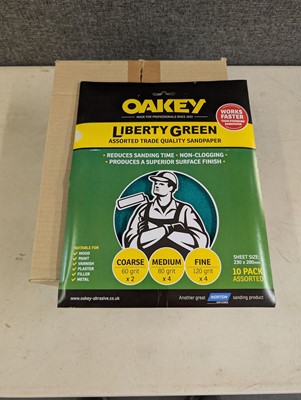 OAKEY
MADE FOR THE PROFESSIONALS SINCE 1833
WORKS
FASTER
LIBERTY GREEN
ASSORTED TRADE QUALITY SANDPAPER
• REDUCES SANDING TIME • NON-CLOGGING •
• PRODUCES A SUPERIOR SURFACE FINISH •
SUITABLE FOR
• WOOD
• PAINT
• VARNISH
• PLASTER
• FILLER
• METAL
COARSE
60 grit
x 2
MEDIUM
80 grit
x 4
FINE
120 grit
x 4
SHEET SIZE:
230 x 280mm
10 PACK
ASSORTED
www.oakey-abrasive.co.uk
Another great
NORTON
sanding product